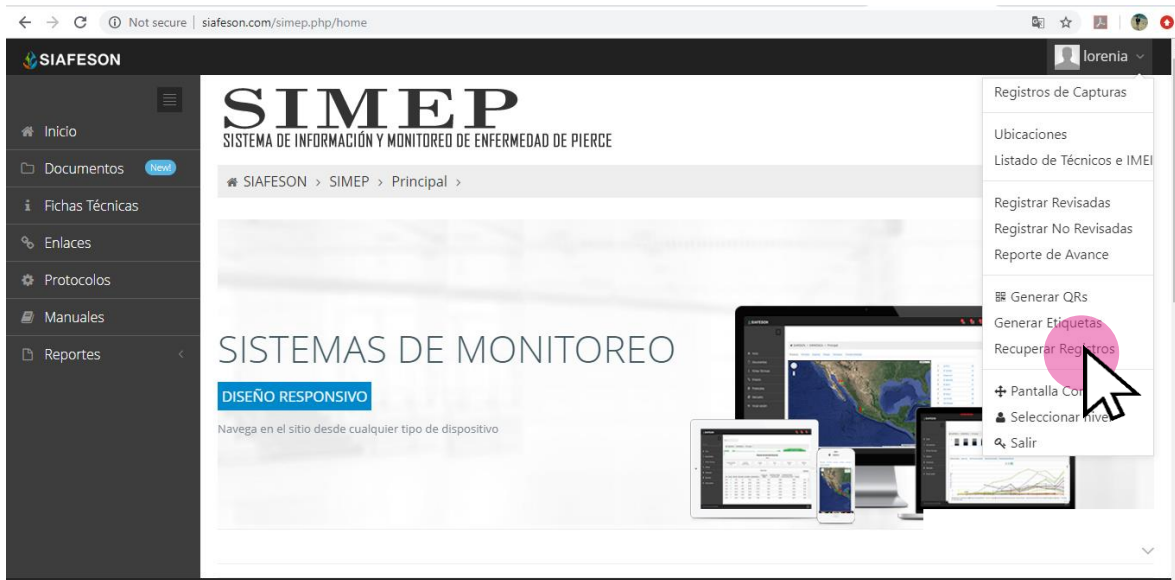 Not secure | siafeson.com/simep.php/home
SIAFESON
lorenia
Inicio
Documentos New!
Fichas Técnicas
Enlaces
Protocolos
Manuales
Reportes
SIMEP
SISTEMA DE INFORMACIÓN Y MONITOREO DE ENFERMEDAD DE PIERCE
SIAFESON > SIMEP > Principal >
SISTEMAS DE MONITOREO
DISEÑO RESPONSIVO
Navega en el sitio desde cualquier tipo de dispositivo
Registros de Capturas
Ubicaciones
Listado de Técnicos e IMEI
Registrar Revisadas
Registrar No Revisadas
Reporte de Avance
Generar QRs
Generar Etiquetas
Recuperar Registros
Pantalla
Seleccionar nivel
Salir